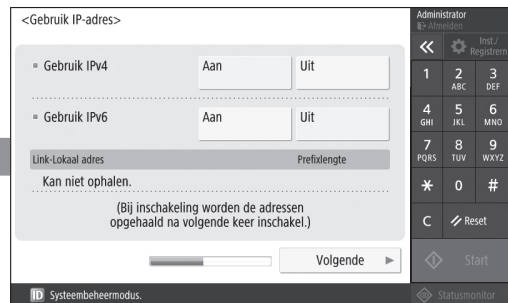 <Gebruik IP-adres>
Gebruik IPv4 Aan Uit
Gebruik IPv6 Aan Uit
Link-Lokaal adres Prefixlengte
Kan niet ophalen.
(Bij inschakeling worden de adressen
opgehaald na volgende keer inschakel.)
Volgende
ID Systeembeheermodus.
Administrator
Afmelden
Inst./
Registreren
1 2 3
ABC DEF
4 5 6
GHI JKL MNO
7 8 9
PQRS TUV WXYZ
* 0 #
C Reset
Start
Statusmonitor